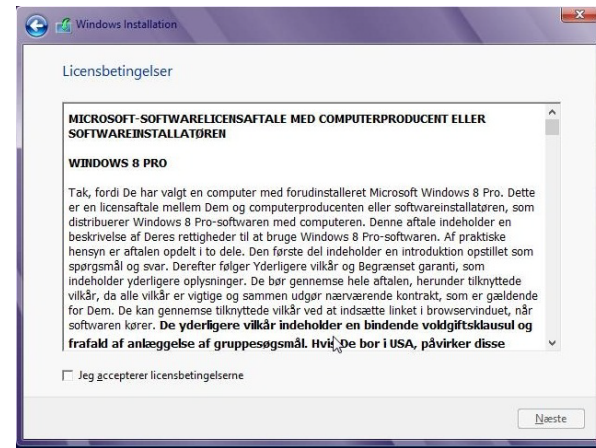 Windows Installation
Licensbetingelser
MICROSOFT-SOFTWARELICENSAFTALE MED COMPUTERPRODUCENT ELLER
SOFTWAREINSTALLATØREN
WINDOWS 8 PRO
Tak, fordi De har valgt en computer med forudinstalleret Microsoft Windows 8 Pro. Dette
er en licensaftale mellem Dem og computerproducenten eller softwareinstallatøren, som
distribuerer Windows 8 Pro-softwaren med computeren. Denne aftale indeholder en
beskrivelse af Deres rettigheder til at bruge Windows 8 Pro-softwaren. Af praktiske
hensyn er aftalen opdelt i to dele. Den første del indeholder en introduktion opstillet som
spørgsmål og svar. Derefter følger Yderligere vilkår og Begrænset garanti, som
indeholder yderligere oplysninger. De bør gennemse hele aftalen, herunder tilknyttede
vilkår, da alle vilkår er vigtige og sammen udgør nærværende kontrakt, som er gældende
for Dem. De kan gennemse tilknyttede vilkår ved at indsætte linket i browservinduet, når
softwaren kører. De yderligere vilkår indeholder en bindende voldgiftsklausul og
frafald af anlæggelse af gruppesøgsmål. Hvis De bor i USA, påvirker disse
Jeg accepterer licensbetingelserne
Næste